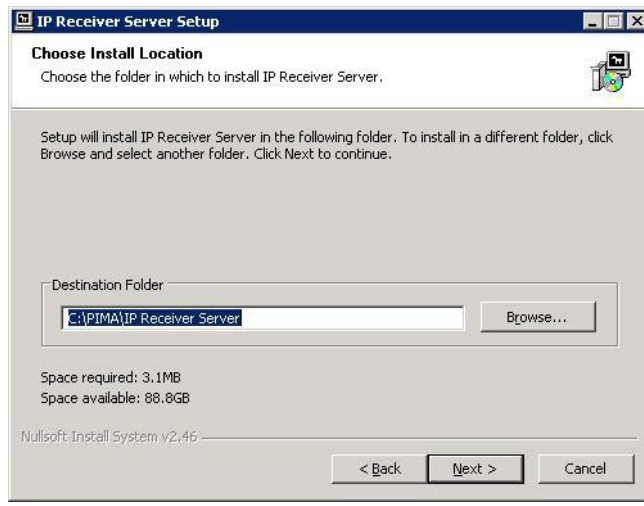 IP Receiver Server Setup
Choose Install Location
Choose the folder in which to install IP Receiver Server.
Setup will install IP Receiver Server in the following folder. To install in a different folder, click
Browse and select another folder. Click Next to continue.
Destination Folder
C:\PIMA\IP Receiver Server
Browse...
Space required: 3.1MB
Space available: 88.8GB
Nullsoft Install System v2.46
< Back Next > Cancel